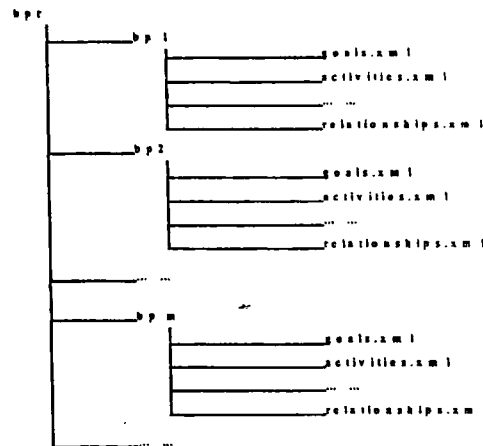 bpr
bp1
goals.xml
activities.xml
... ...
relationships.xml
bp2
goals.xml
activities.xml
... ...
relationships.xml
... ...
bpm
goals.xml
activities.xml
... ...
relationships.xm
... ...